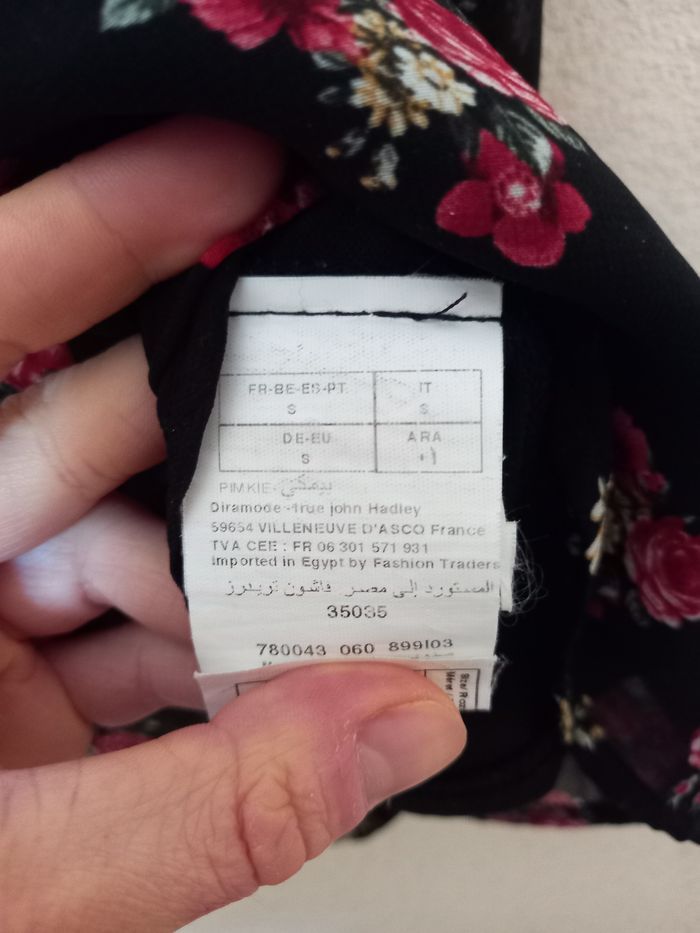 FR-BE-ES-PT IT
S S
DE-EU ARA
S +١
PIMKIE- بيمكي
Diramode -1rue john Hadley
59654 VILLENEUVE D'ASCQ France
TVA CEE : FR 06 301 571 931
Imported in Egypt by Fashion Traders
المستورد إلى مصر فاشون تريدرز
35035
780043 060 899103
Size/